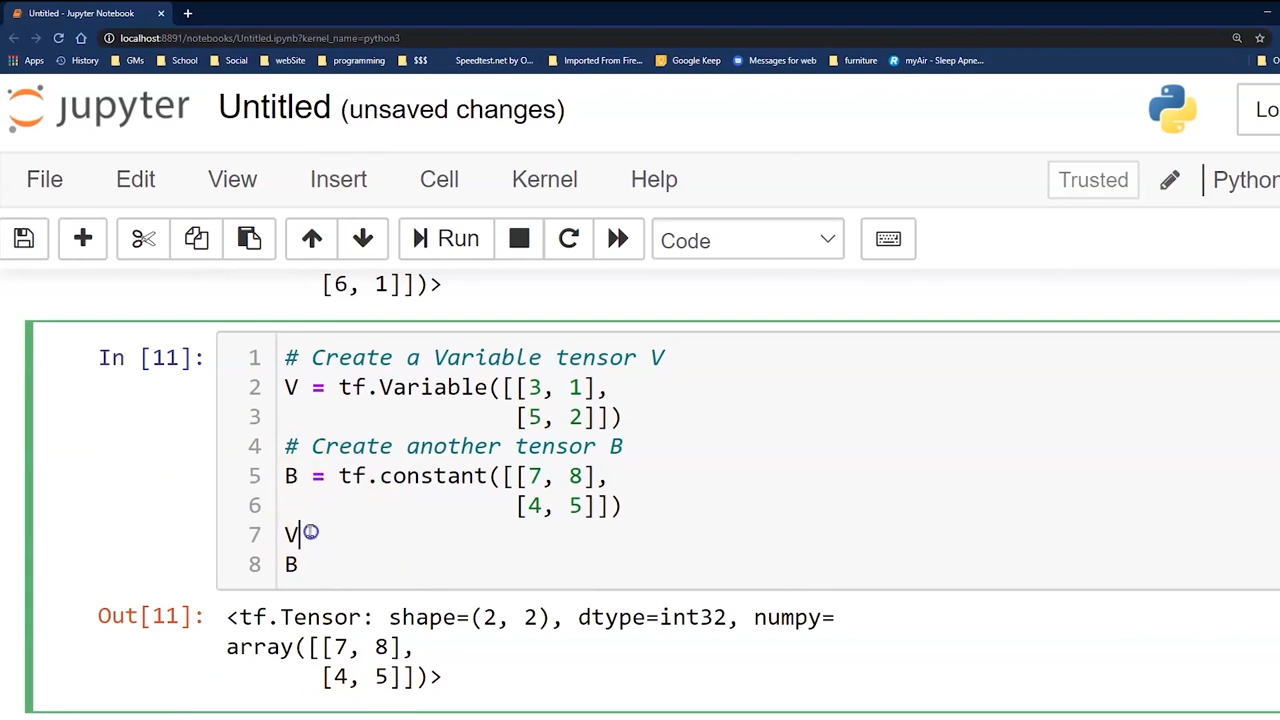 Untitled - Jupyter Notebook
localhost:8891/notebooks/Untitled.ipynb?kernel_name=python3
Apps History GMs School Social webSite programming $$$ Speedtest.net by O... Imported From Fire... Google Keep Messages for web furniture myAir - Sleep Apne...
jupyter Untitled (unsaved changes) Lo
File Edit View Insert Cell Kernel Help Trusted Python
Run Code
[6, 1]])>
In [11]: 1 # Create a Variable tensor V
2 V = tf.Variable([[3, 1],
3 [5, 2]])
4 # Create another tensor B
5 B = tf.constant([[7, 8],
6 [4, 5]])
7 V
8 B
Out[11]: <tf.Tensor: shape=(2, 2), dtype=int32, numpy=
array([[7, 8],
[4, 5]])>